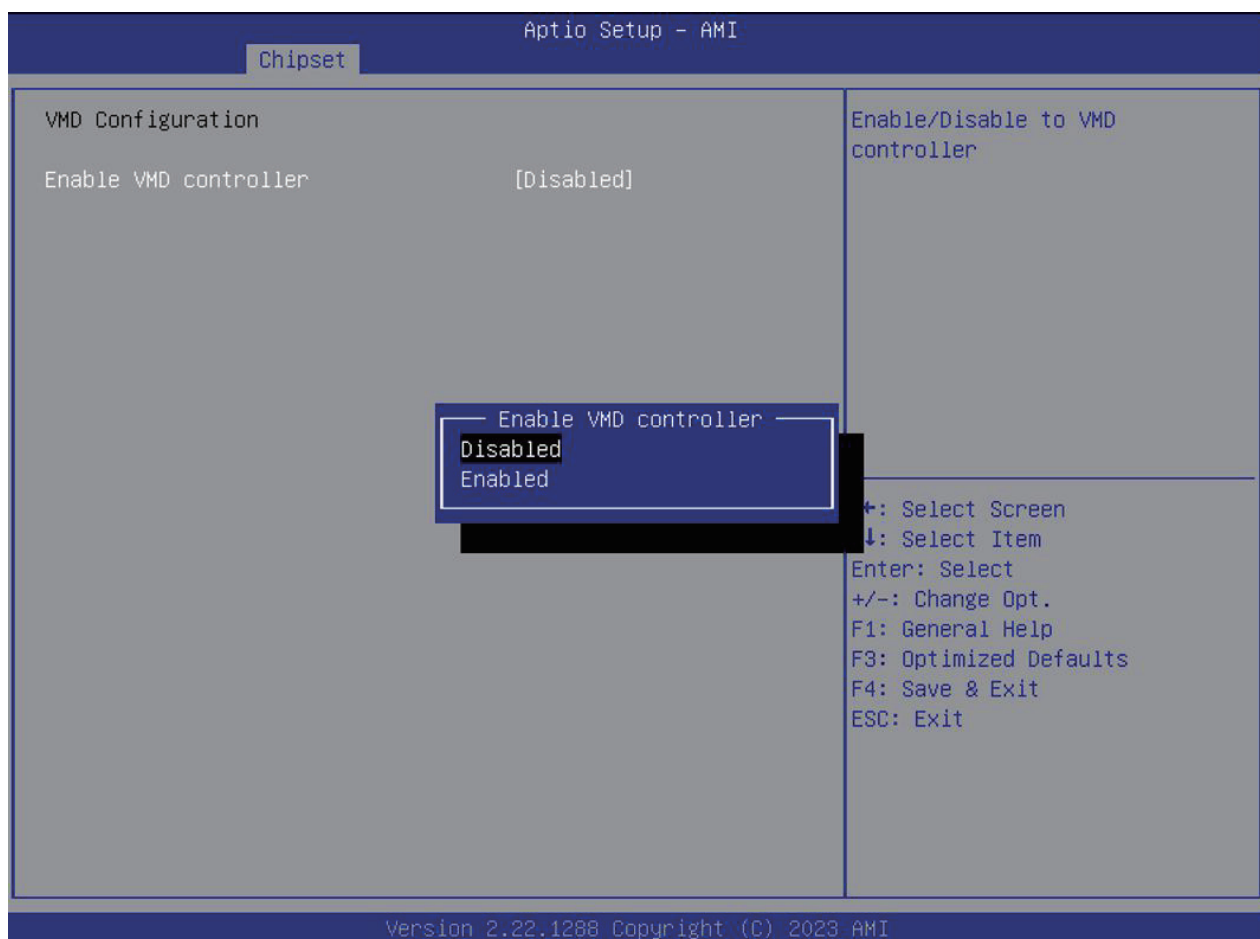 Aptio Setup – AMI
Chipset
VMD Configuration
Enable VMD controller [Disabled]
Enable/Disable to VMD
controller
Enable VMD controller
Disabled
Enabled
←: Select Screen
↓: Select Item
Enter: Select
+/-: Change Opt.
F1: General Help
F3: Optimized Defaults
F4: Save & Exit
ESC: Exit
Version 2.22.1288 Copyright (C) 2023 AMI